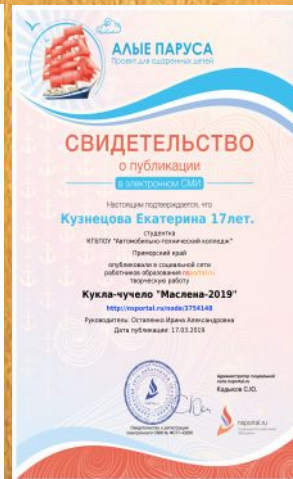 АЛЫЕ ПАРУСА
Проект для одаренных детей
СВИДЕТЕЛЬСТВО
о публикации
в электронном СМИ
Настоящим подтверждается, что
Кузнецова Екатерина 17лет.
студентка
КГБПОУ "Автомобильно-технический колледж"
Приморский край
опубликовала в социальной сети
работников образования nsportal.ru
творческую работу
Кукла-чучело "Маслена-2019"
http://nsportal.ru/node/3754148
Руководитель: Остапенко Ирина Александровна
Дата публикации: 17.03.2019
Администратор социальной
сети nsportal.ru
Кадыков С.Ю.
nsportal.ru
Свидетельство о регистрации